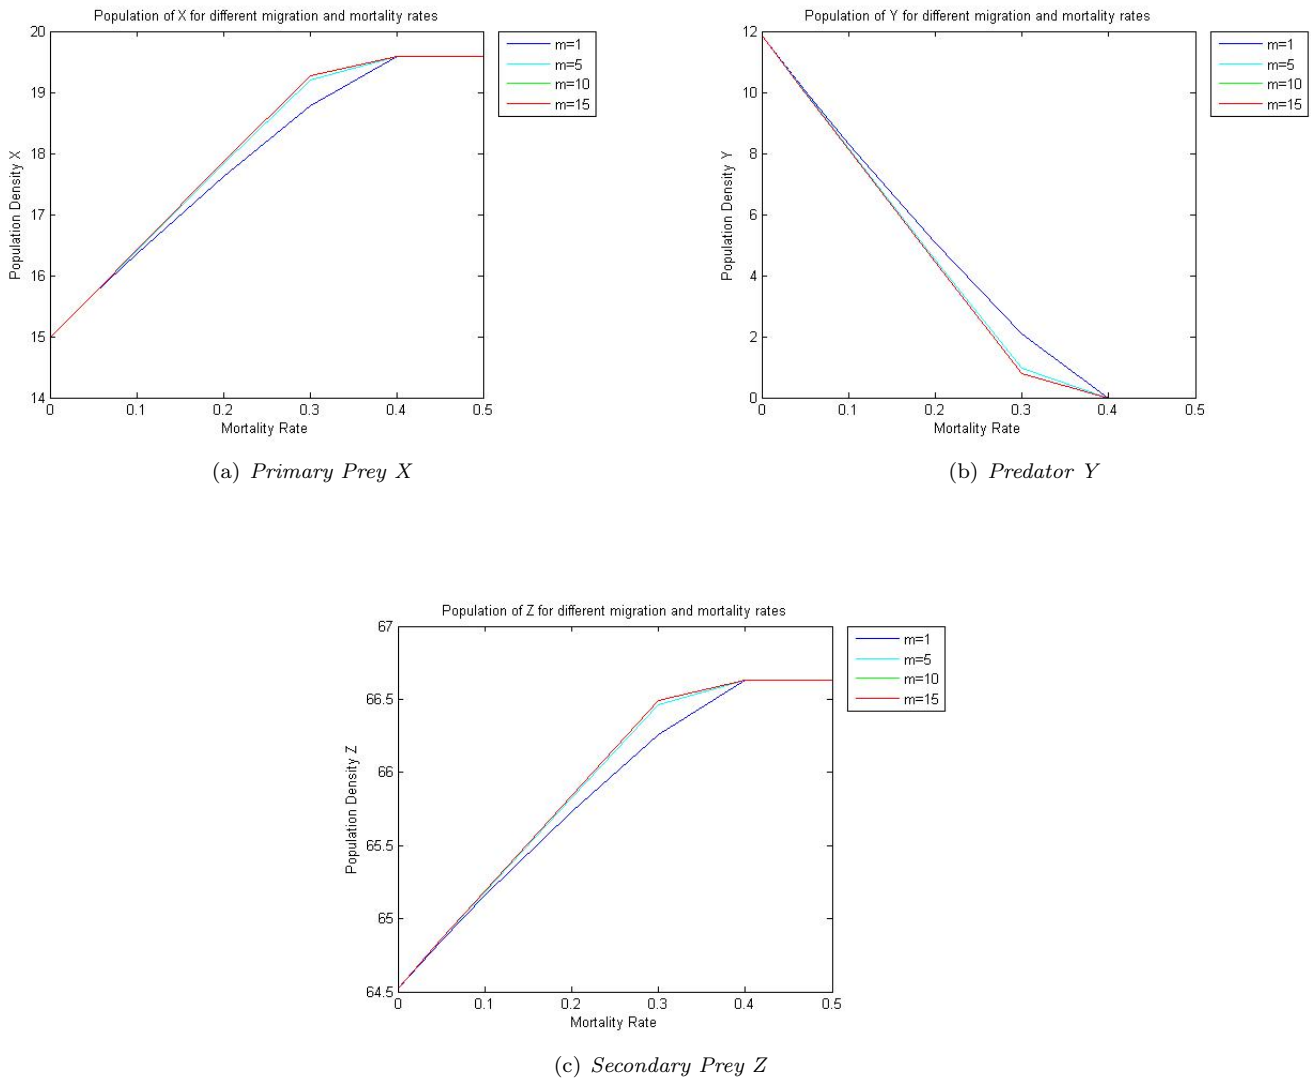 Population of X for different migration and mortality rates
20
19
18
17
16
15
14
Population Density X
0 0.1 0.2 0.3 0.4 0.5
Mortality Rate
m=1
m=5
m=10
m=15
(a) Primary Prey X
Population of Y for different migration and mortality rates
12
10
8
6
4
2
0
Population Density Y
0 0.1 0.2 0.3 0.4 0.5
Mortality Rate
m=1
m=5
m=10
m=15
(b) Predator Y
Population of Z for different migration and mortality rates
67
66.5
66
65.5
65
64.5
Population Density Z
0 0.1 0.2 0.3 0.4 0.5
Mortality Rate
m=1
m=5
m=10
m=15
(c) Secondary Prey Z